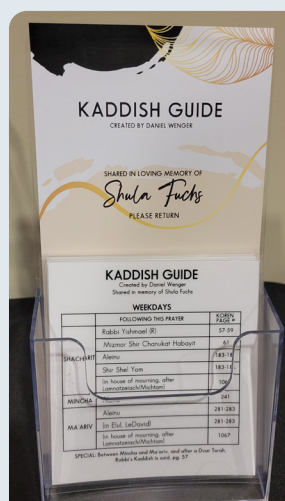 KADDISH GUIDE
CREATED BY DANIEL WENGER
SHARED IN LOVING MEMORY OF
Shula Fuchs
PLEASE RETURN
KADDISH GUIDE
Created by Daniel Wenger
Shared in memory of Shula Fuchs
WEEKDAYS
FOLLOWING THIS PRAYER KOREN PAGE #
Rabbi Yishmael (R) 57-59
Mizmor Shir Chanukat Habayit 61
SHACHARIT Aleinu
Shir Shel Yom
(in house of mourning, after
Lamnatzeiach/Michtam)
MINCHA 241
Aleinu 281-283
MA'ARIV (in Elul, LeDavid) 281-283
(in house of mourning, after
Lamnatzeiach/Michtam) 1067
SPECIAL: Between Mincha and Ma'ariv, and after a Dvar Torah,
Rabbi's Kaddish is said, pg. 57